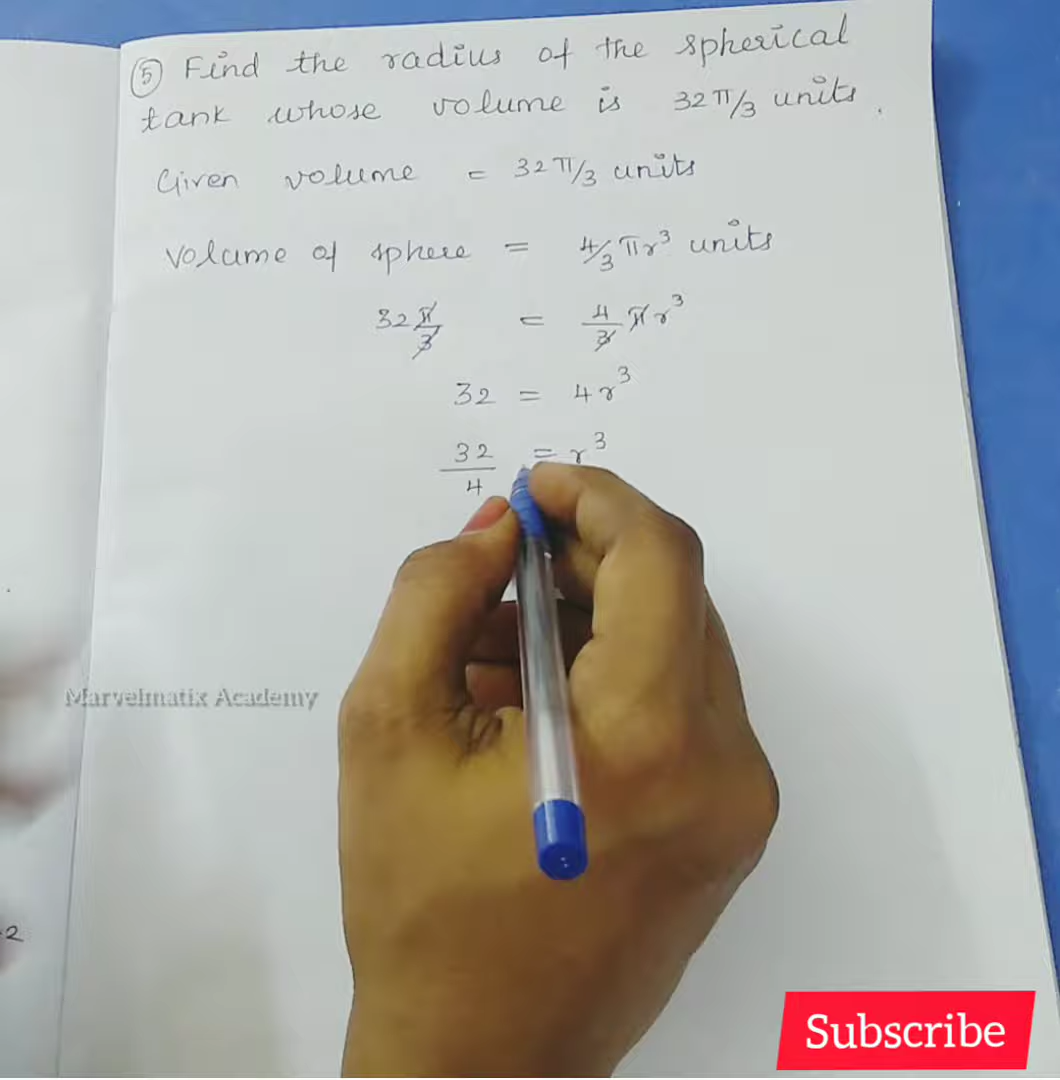 ⑤ Find the radius of the spherical
tank whose volume is 32π/3 units.
Given volume = 32π/3 units
Volume of sphere = 4/3 πr³ units
32 π/3 = 4/3 πr³
32 = 4r³
32/4 = r³
Marvelmatix Academy
-2
Subscribe